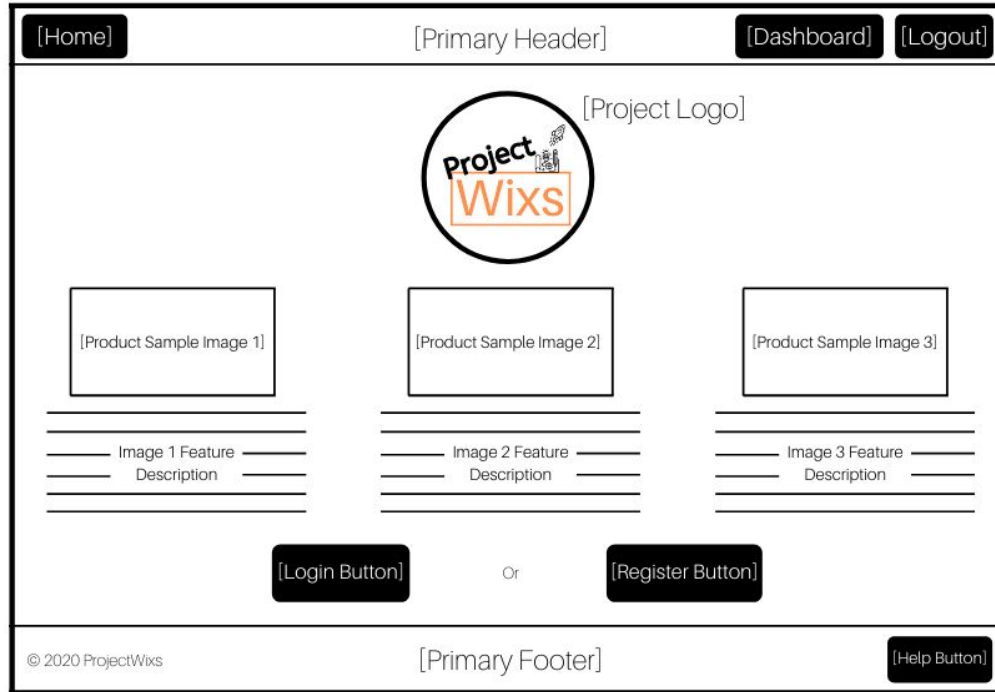 [Home]
[Primary Header]
[Dashboard]
[Logout]
[Project Logo]
Project
Wixs
[Product Sample Image 1]
[Product Sample Image 2]
[Product Sample Image 3]
Image 1 Feature
Description
Image 2 Feature
Description
Image 3 Feature
Description
[Login Button]
Or
[Register Button]
© 2020 ProjectWixs
[Primary Footer]
[Help Button]